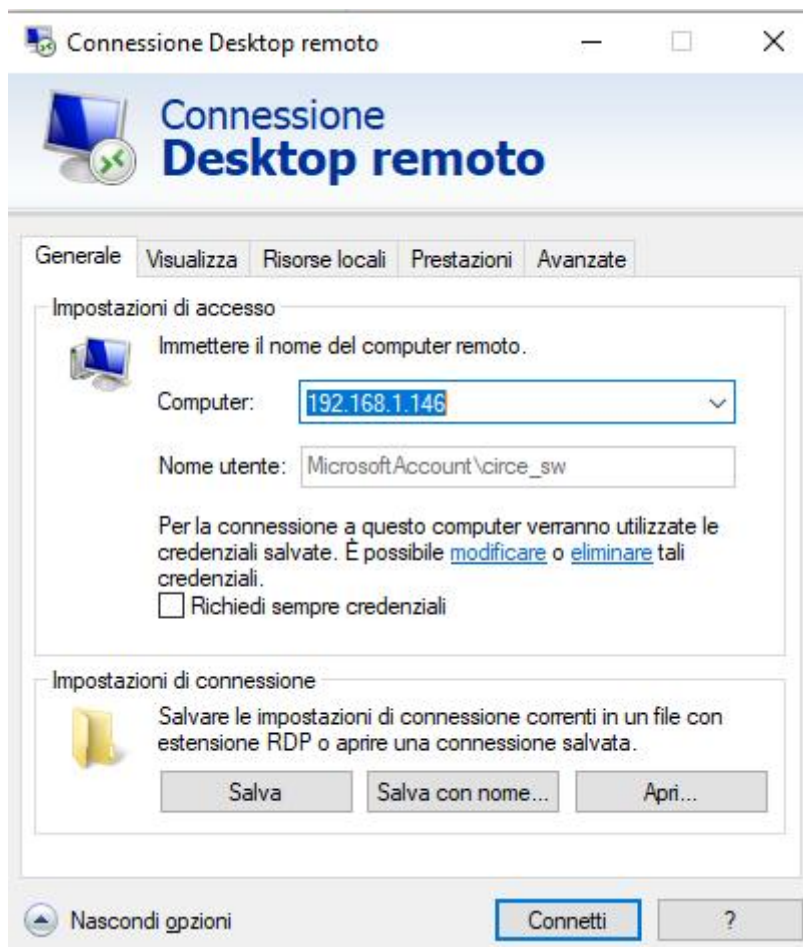 Connessione Desktop remoto
Connessione
Desktop remoto
Generale Visualizza Risorse locali Prestazioni Avanzate
Impostazioni di accesso
Immettere il nome del computer remoto.
Computer: 192.168.1.146
Nome utente: MicrosoftAccount\circe_sw
Per la connessione a questo computer verranno utilizzate le
credenziali salvate. È possibile modificare o eliminare tali
credenziali.
Richiedi sempre credenziali
Impostazioni di connessione
Salvare le impostazioni di connessione correnti in un file con
estensione RDP o aprire una connessione salvata.
Salva Salva con nome... Apri...
Nascondi opzioni Connetti ?